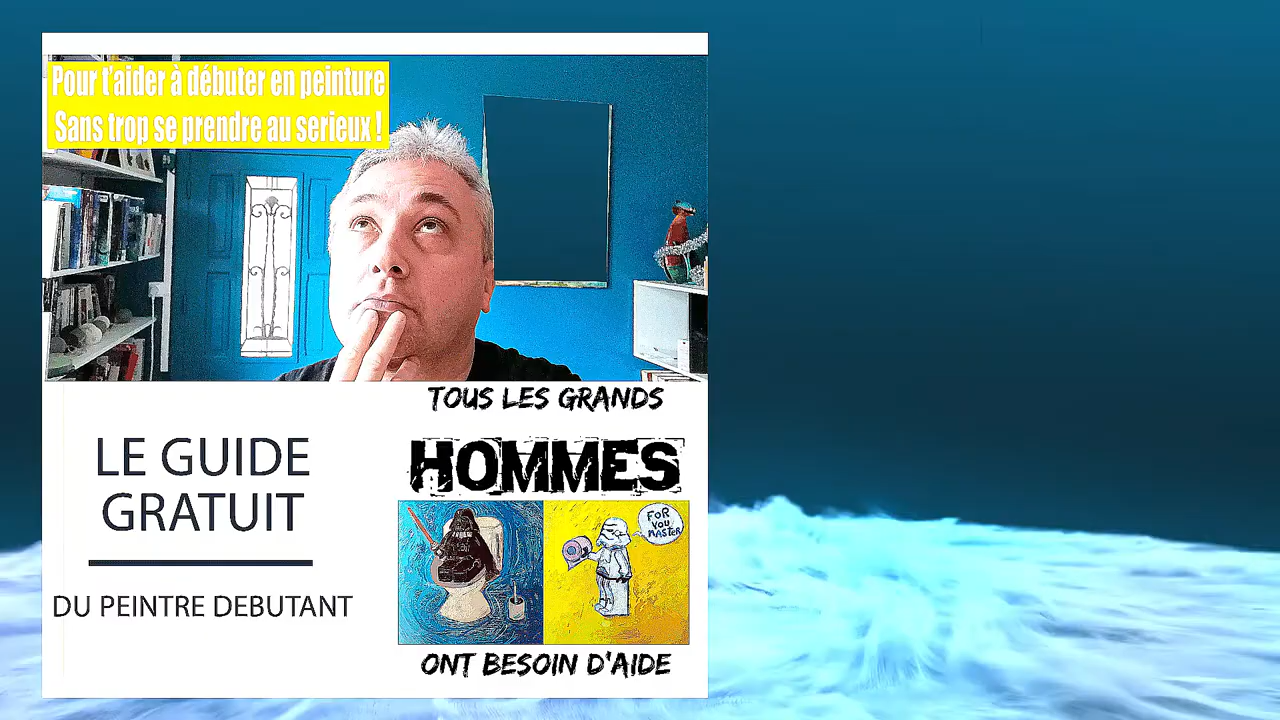 Pour t'aider à débuter en peinture
Sans trop se prendre au serieux !
TOUS LES GRANDS
HOMMES
FOR
YOU
MASTER
ONT BESOIN D'AIDE
LE GUIDE
GRATUIT
DU PEINTRE DEBUTANT